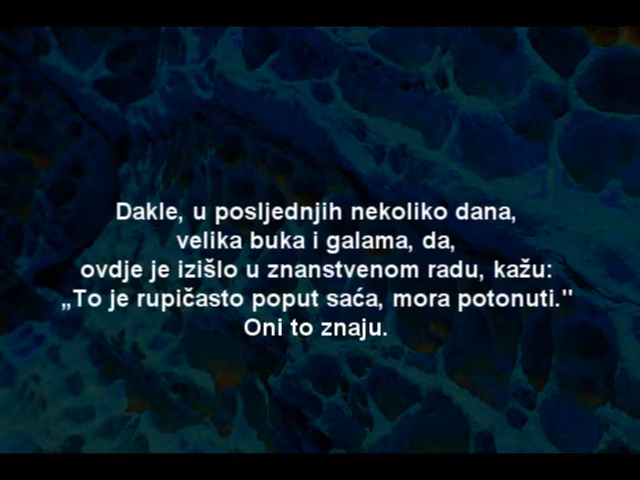 Dakle, u posljednjih nekoliko dana,
velika buka i galama, da,
ovdje je izišlo u znanstvenom radu, kažu:
„To je rupičasto poput saća, mora potonuti."
Oni to znaju.